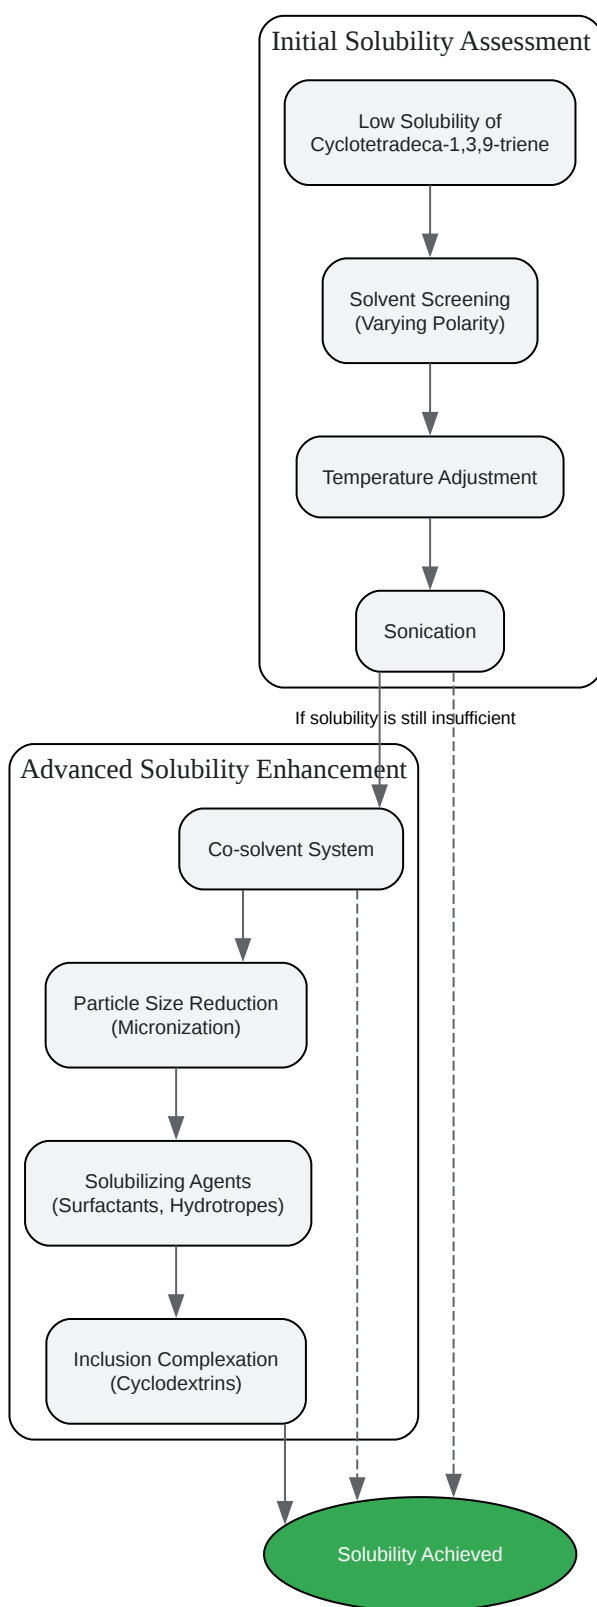 Initial Solubility Assessment
Low Solubility of
Cyclotetradeca-1,3,9-triene
Solvent Screening
(Varying Polarity)
Temperature Adjustment
Sonication
If solubility is still insufficient
Advanced Solubility Enhancement
Co-solvent System
Particle Size Reduction
(Micronization)
Solubilizing Agents
(Surfactants, Hydrotropes)
Inclusion Complexation
(Cyclodextrins)
Solubility Achieved